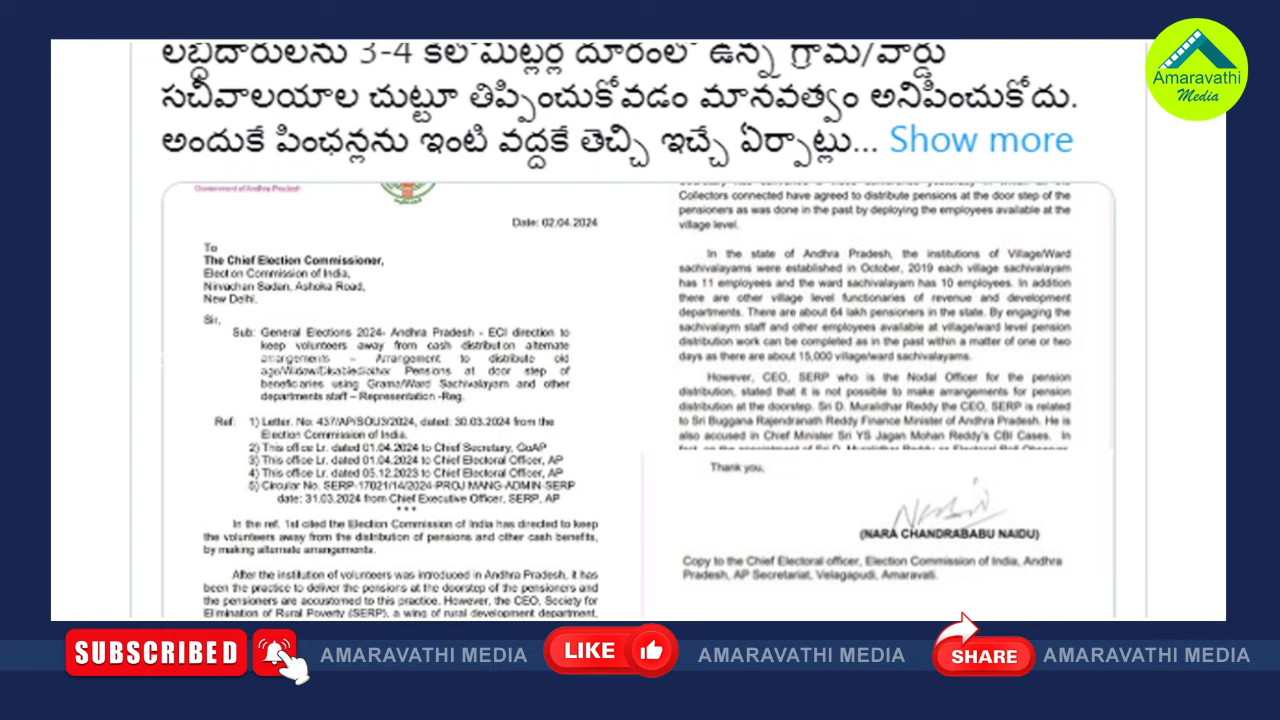 లబ్ధిదారులను 3-4 కిలోమీటర్ల దూరంలో ఉన్న గ్రామ/వార్డు
సచివాలయాల చుట్టూ తిప్పించుకోవడం మానవత్వం అనిపించుకోదు.
అందుకే పింఛన్లను ఇంటి వద్దకే తెచ్చి ఇచ్చే ఏర్పాట్లు... Show more
Amaravathi
Media
Government of Andhra Pradesh
Date: 02.04.2024
To
The Chief Election Commissioner,
Election Commission of India,
Nirvachan Sadan, Ashoka Road,
New Delhi.
Sir,
Sub: General Elections 2024- Andhra Pradesh - ECI direction to
keep volunteers away from cash distribution alternate
arrangements – Arrangement to distribute old
age/Widow/Disabled/other Pensions at door step of
beneficiaries using Grama/Ward Sachivalayam and other
departments staff – Representation -Reg.
Ref: 1) Letter. No: 437/AP/SOU3/2024, dated: 30.03.2024 from the
Election Commission of India.
2) This office Lr. dated 01.04.2024 to Chief Secretary, GoAP
3) This office Lr. dated 01.04.2024 to Chief Electoral Officer, AP
4) This office Lr. dated 05.12.2023 to Chief Electoral Officer, AP
5) Circular No. SERP-17021/14/2024-PROJ MANG-ADMIN-SERP
date: 31.03.2024 from Chief Executive Officer, SERP, AP
***
In the ref. 1st cited the Election Commission of India has directed to keep
the volunteers away from the distribution of pensions and other cash benefits,
by making alternate arrangements.
After the institution of volunteers was introduced in Andhra Pradesh, it has
been the practice to deliver the pensions at the doorstep of the pensioners and
the pensioners are accustomed to this practice. However, the CEO, Society for
Elimination of Rural Poverty (SERP), a wing of rural development department,
Collectors connected have agreed to distribute pensions at the door step of the
pensioners as was done in the past by deploying the employees available at the
village level.
In the state of Andhra Pradesh, the institutions of Village/Ward
sachivalayams were established in October, 2019 each village sachivalayam
has 11 employees and the ward sachivalayam has 10 employees. In addition
there are other village level functionaries of revenue and development
departments. There are about 64 lakh pensioners in the state. By engaging the
sachivalaym staff and other employees available at village/ward level pension
distribution work can be completed as in the past within a matter of one or two
days as there are about 15,000 village/ward sachivalayams.
However, CEO, SERP who is the Nodal Officer for the pension
distribution, stated that it is not possible to make arrangements for pension
distribution at the doorstep. Sri D. Muralidhar Reddy the CEO, SERP is related
to Sri Buggana Rajendranath Reddy Finance Minister of Andhra Pradesh. He is
also accused in Chief Minister Sri YS Jagan Mohan Reddy's CBI Cases. In
Thank you,
(NARA CHANDRABABU NAIDU)
Copy to the Chief Electoral officer, Election Commission of India, Andhra
Pradesh, AP Secretariat, Velagapudi, Amaravati.
SUBSCRIBED AMARAVATHI MEDIA LIKE AMARAVATHI MEDIA SHARE AMARAVATHI MEDIA